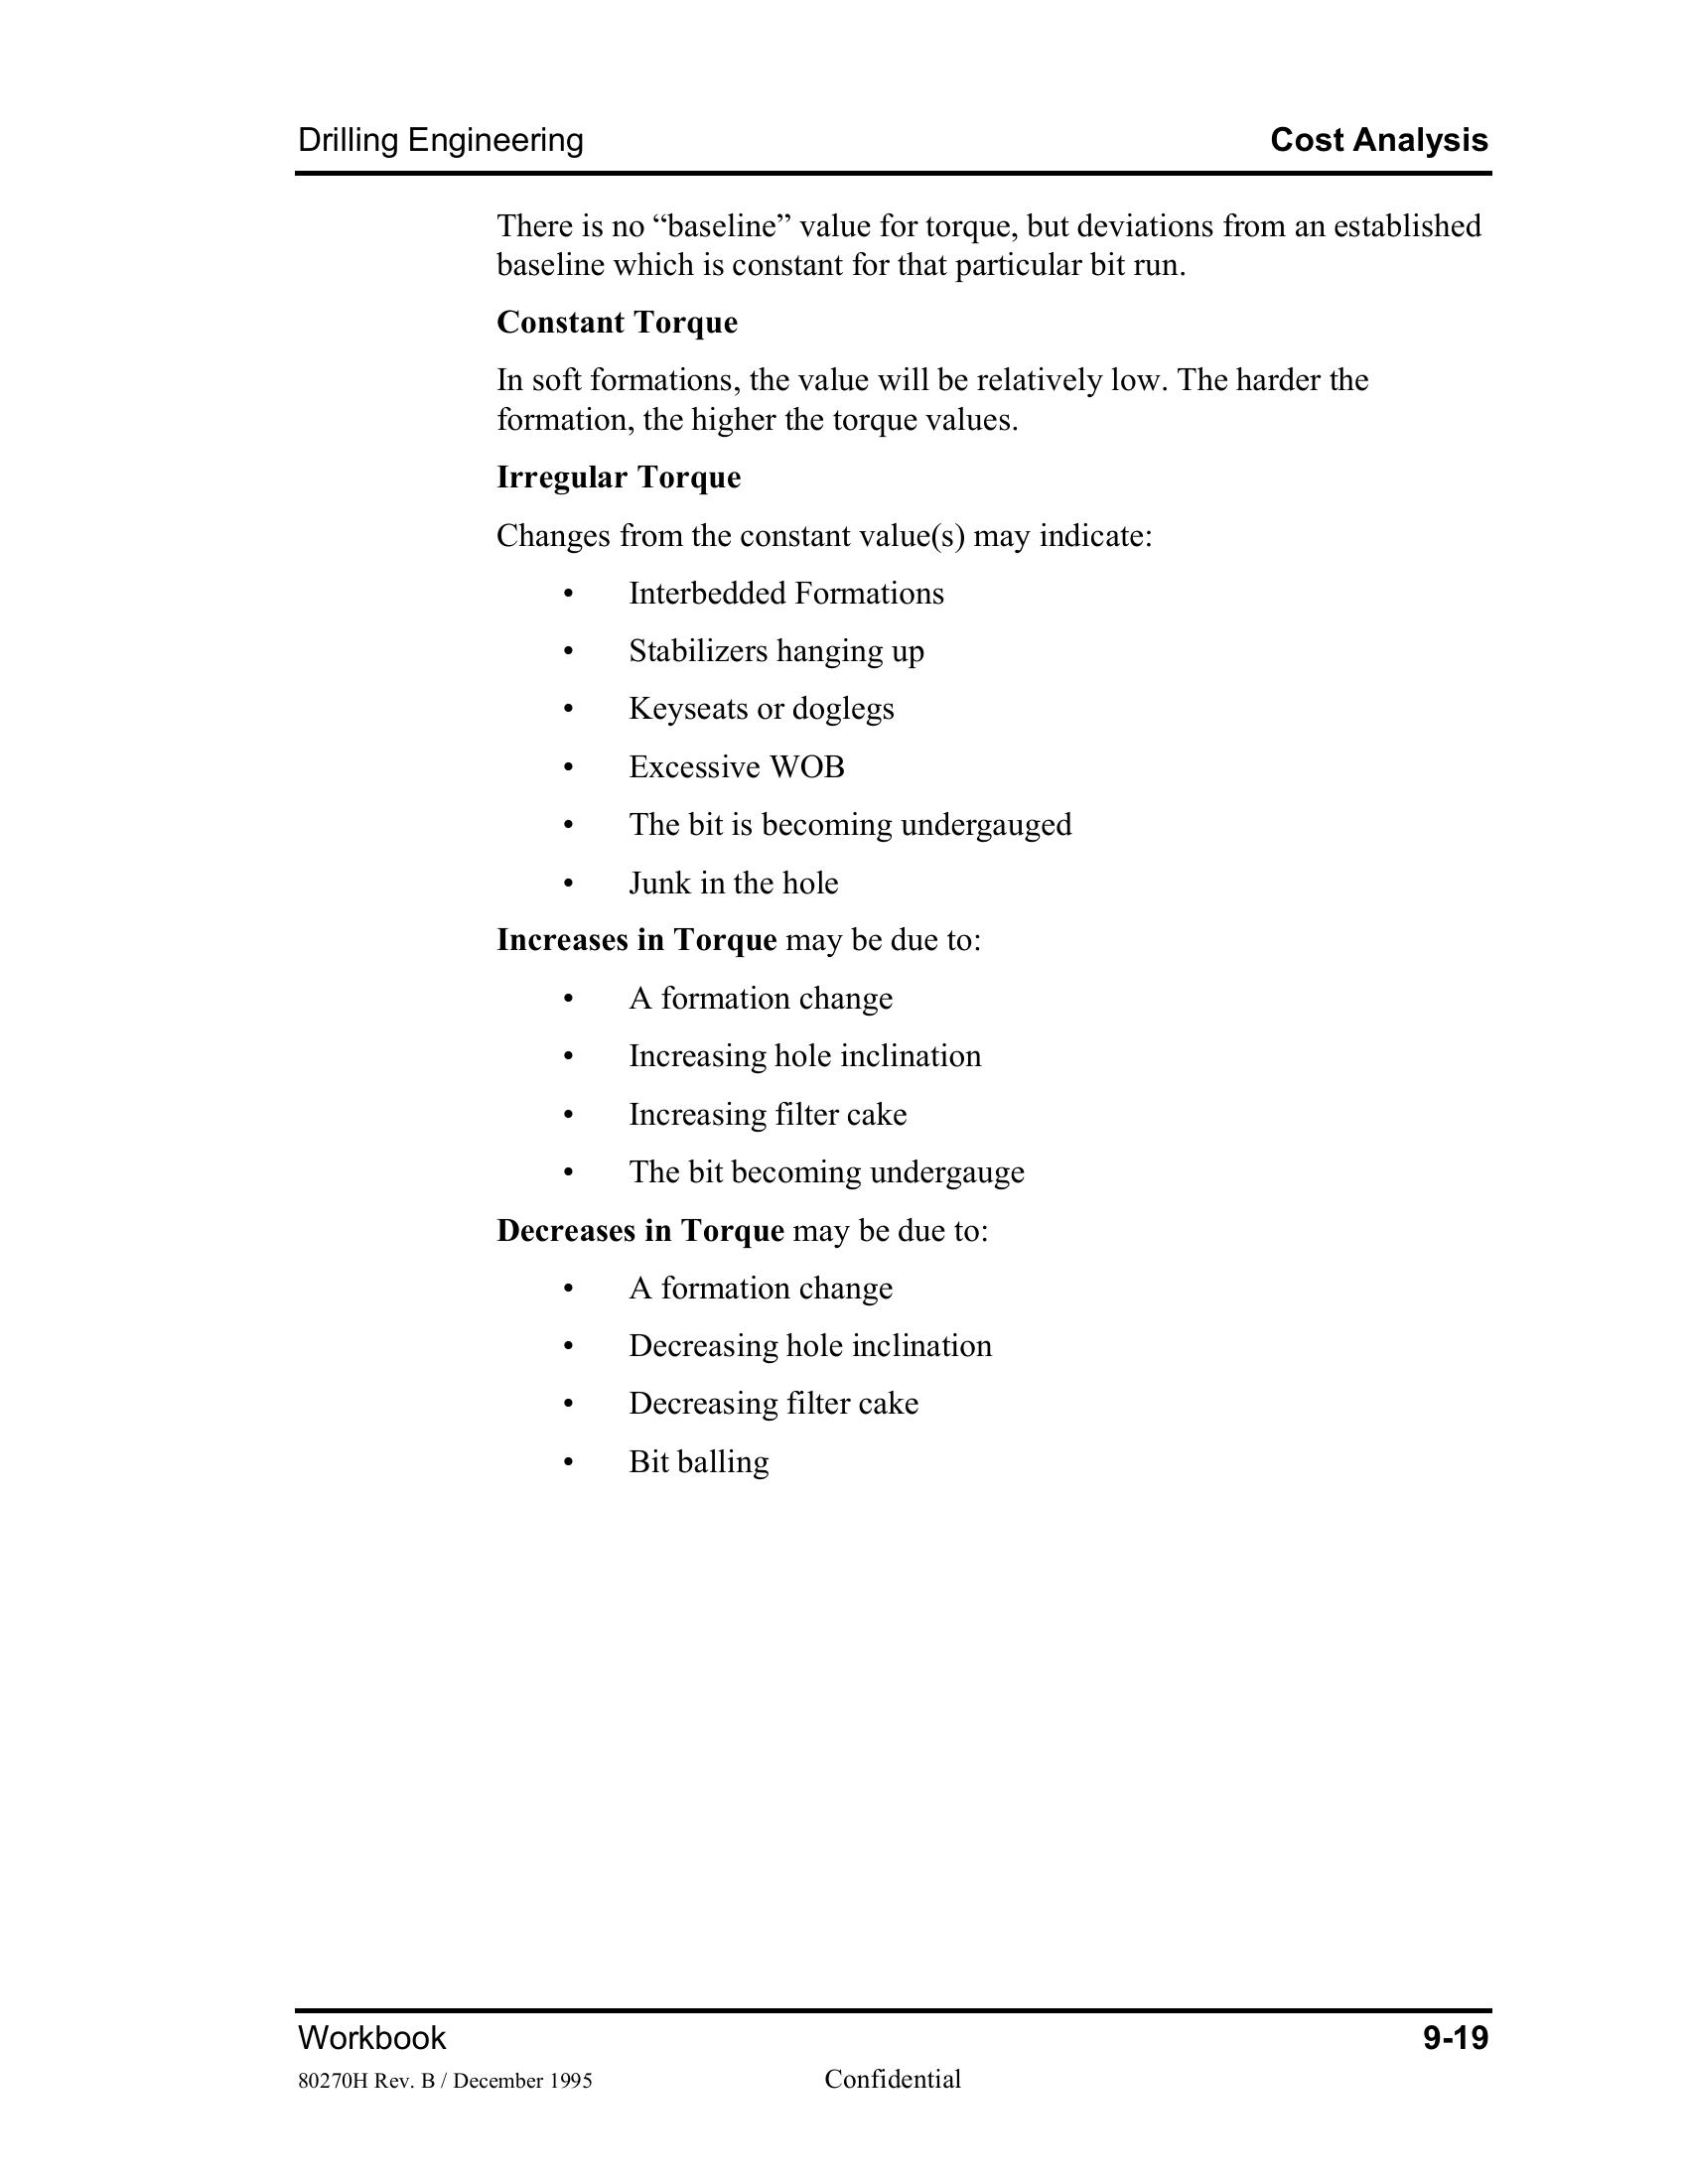 Drilling Engineering Cost Analysis
There is no “baseline” value for torque, but deviations from an established
baseline which is constant for that particular bit run.
Constant Torque
In soft formations, the value will be relatively low. The harder the
formation, the higher the torque values.
Irregular Torque
Changes from the constant value(s) may indicate:
• Interbedded Formations
• Stabilizers hanging up
• Keyseats or doglegs
• Excessive WOB
• The bit is becoming undergauged
• Junk in the hole
Increases in Torque may be due to:
• A formation change
• Increasing hole inclination
• Increasing filter cake
• The bit becoming undergauge
Decreases in Torque may be due to:
• A formation change
• Decreasing hole inclination
• Decreasing filter cake
• Bit balling
Workbook 9-19
80270H Rev. B / December 1995 Confidential